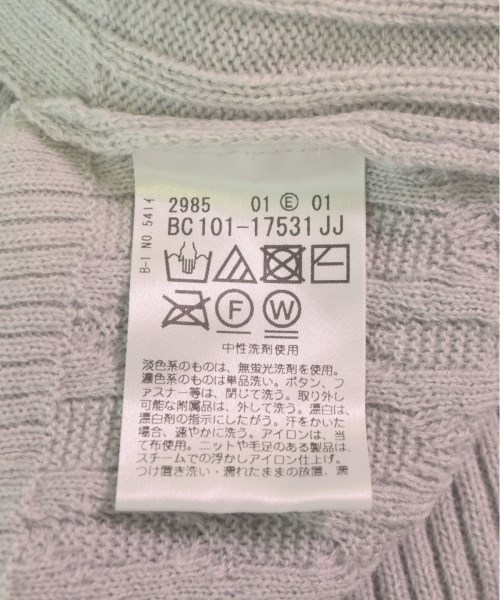 2985 01 Ⓔ 01
BC101-17531 JJ
B-1 NO 541イ
F W
中性洗剤使用
淡色系のものは、無蛍光洗剤を使用。
濃色系のものは単品洗い。ボタン、フ
ァスナー等は、閉じて洗う。取り外し
可能な附属品は、外して洗う。漂白は、
漂白剤の指示にしたがう。汗をかいた
場合、速やかに洗う。アイロンは、当
て布使用。ニットや毛足のある製品は、
スチームでの浮かしアイロン仕上げ。
つけ置き洗い・濡れたままの放置、濡